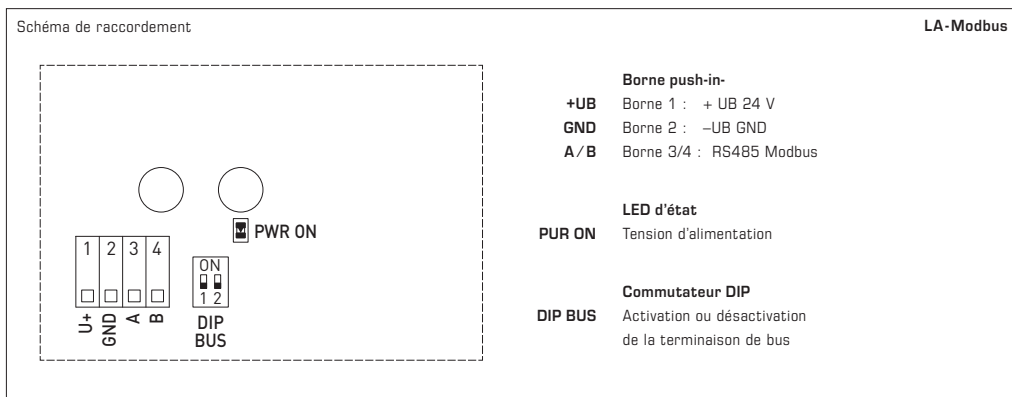 Schéma de raccordement
LA-Modbus
PWR ON
1 2 3 4
U+
GND
A
B
ON
1 2
DIP
BUS
Borne push-in-
+UB Borne 1 : + UB 24 V
GND Borne 2 : –UB GND
A / B Borne 3/4 : RS485 Modbus
LED d'état
PUR ON Tension d'alimentation
Commutateur DIP
DIP BUS Activation ou désactivation
de la terminaison de bus